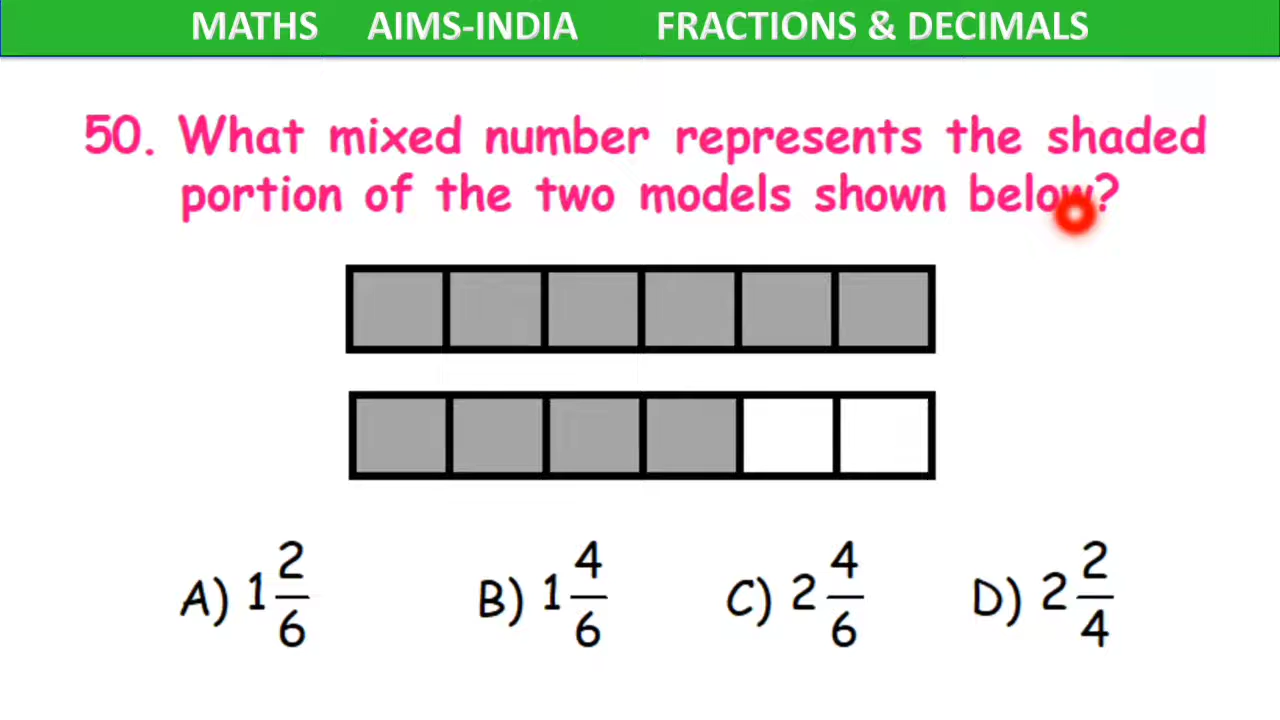 MATHS AIMS-INDIA FRACTIONS & DECIMALS
50. What mixed number represents the shaded
portion of the two models shown below?
A) 1 2/6 B) 1 4/6 C) 2 4/6 D) 2 2/4